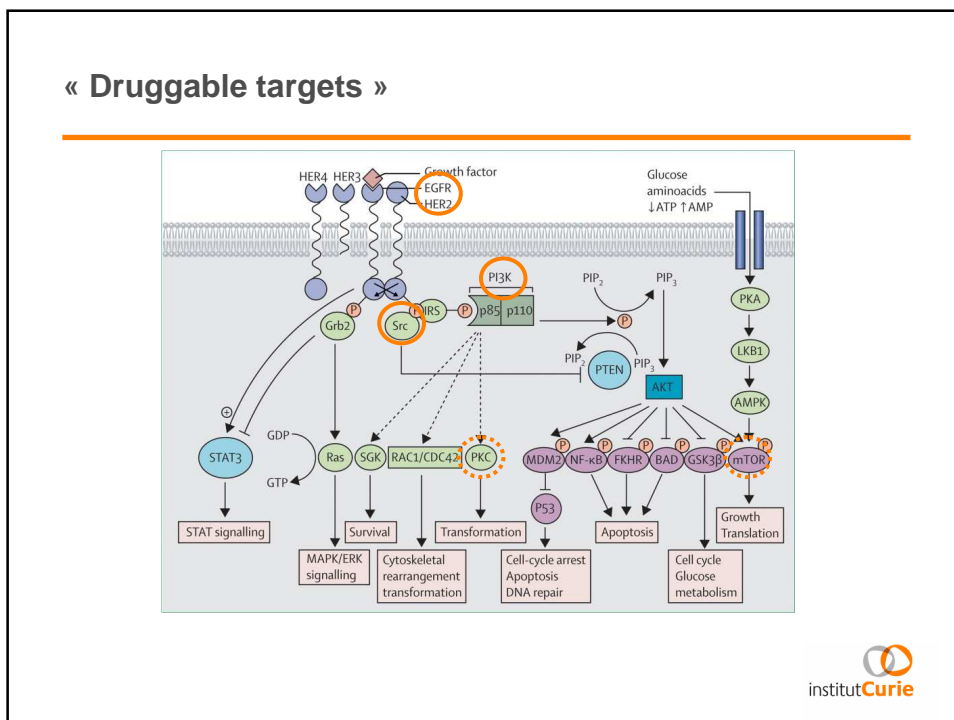 « Druggable targets »
HER4 HER3
Growth factor
EGFR
HER2
Glucose
aminoacids
↓ATP ↑AMP
PI3K
PIP2
PIP3
PKA
P
Grb2
Src
IRS
P
p85
p110
P
LKB1
PIP2
PTEN
PIP3
AKT
AMPK
+
GDP
GTP
STAT3
Ras
SGK
RAC1/CDC42
PKC
P
P
P
P
P
P
MDM2
NF-κB
FKHR
BAD
GSK3β
mTOR
P53
STAT signalling
Survival
Transformation
Apoptosis
Growth
Translation
MAPK/ERK
signalling
Cytoskeletal
rearrangement
transformation
Cell-cycle arrest
Apoptosis
DNA repair
Cell cycle
Glucose
metabolism
institutCurie